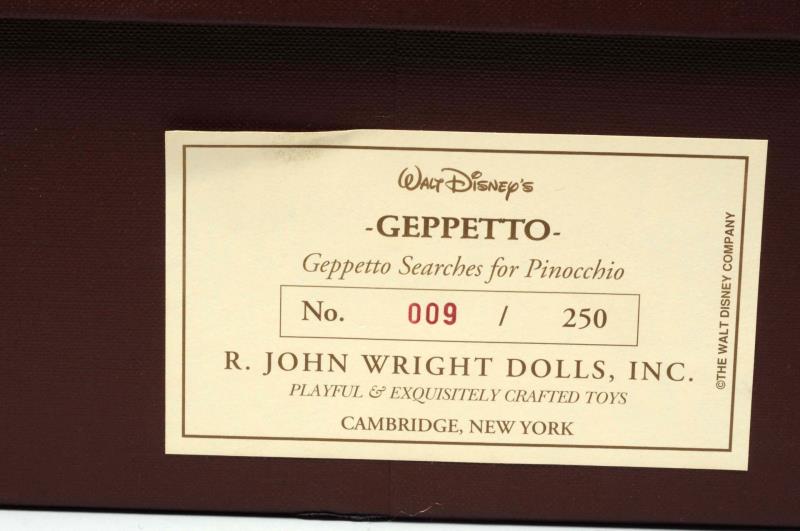 Walt Disney's
-GEPPETTO-
Geppetto Searches for Pinocchio
No. 009 / 250
R. JOHN WRIGHT DOLLS, INC.
PLAYFUL & EXQUISITELY CRAFTED TOYS
CAMBRIDGE, NEW YORK
©THE WALT DISNEY COMPANY